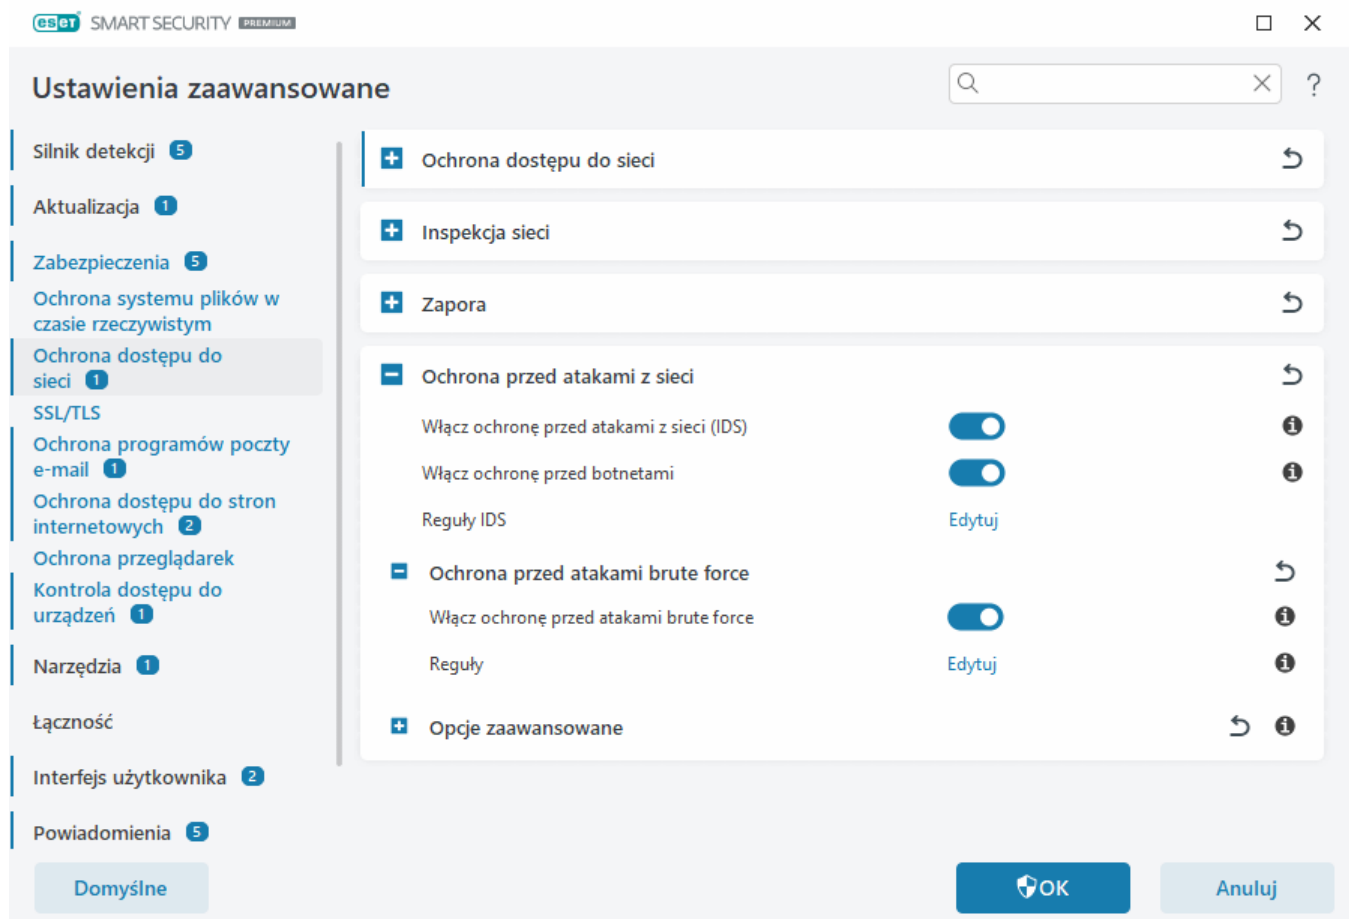 eset SMART SECURITY PREMIUM
Ustawienia zaawansowane
?
Silnik detekcji 5
Aktualizacja 1
Zabezpieczenia 5
Ochrona systemu plików w
czasie rzeczywistym
Ochrona dostępu do
sieci 1
SSL/TLS
Ochrona programów poczty
e-mail 1
Ochrona dostępu do stron
internetowych 2
Ochrona przeglądarek
Kontrola dostępu do
urządzeń 1
Narzędzia 1
Łączność
Interfejs użytkownika 2
Powiadomienia 5
Ochrona dostępu do sieci
Inspekcja sieci
Zapora
Ochrona przed atakami z sieci
Włącz ochronę przed atakami z sieci (IDS)
Włącz ochronę przed botnetami
Reguły IDS Edytuj
Ochrona przed atakami brute force
Włącz ochronę przed atakami brute force
Reguły Edytuj
Opcje zaawansowane
Domyślne OK Anuluj